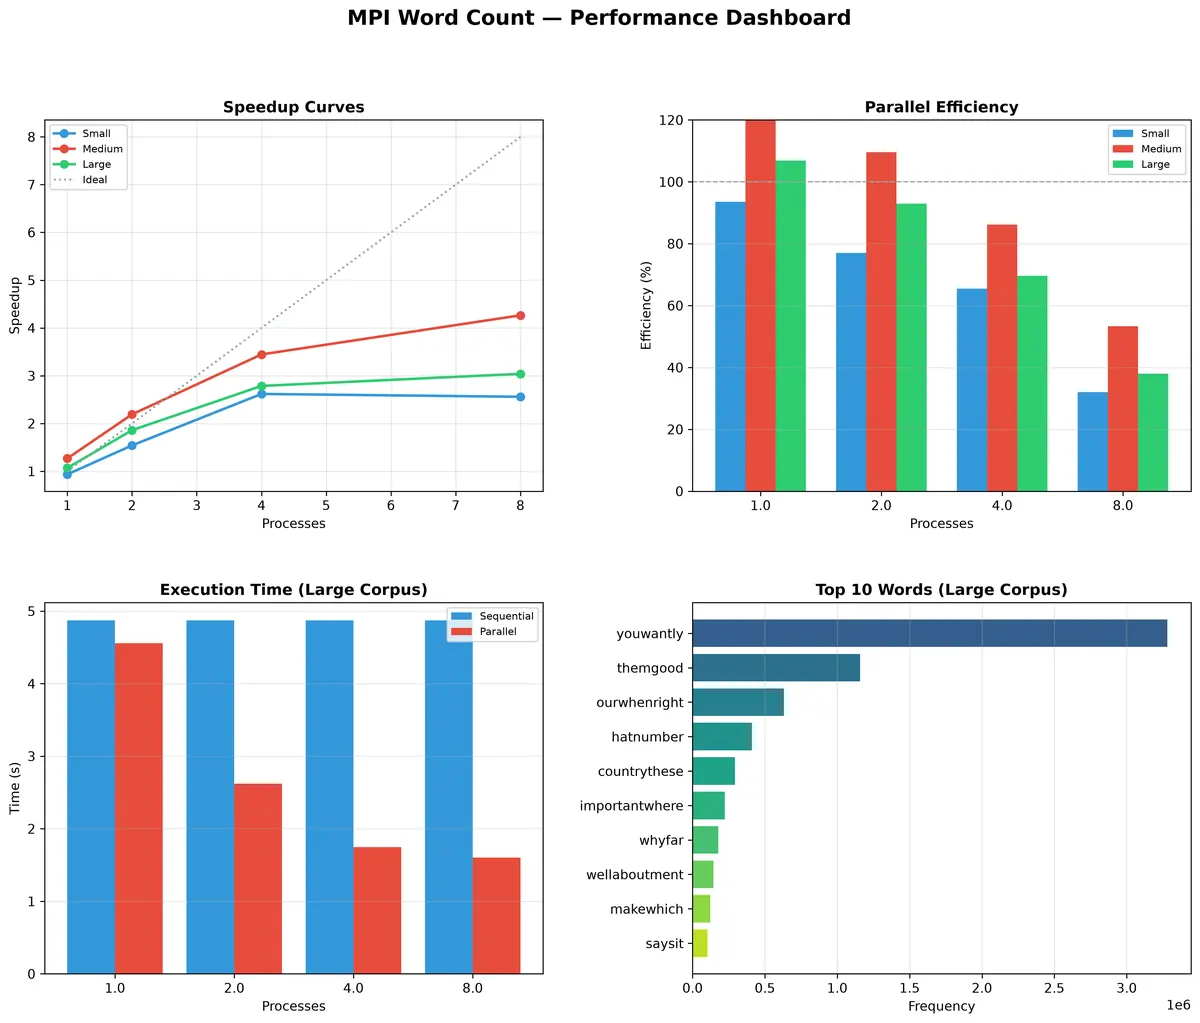 MPI Word Count — Performance Dashboard
Speedup Curves
Small
Medium
Large
Ideal
8
7
6
5
4
3
2
1
Speedup
1 2 3 4 5 6 7 8
Processes
Parallel Efficiency
Small
Medium
Large
120
100
80
60
40
20
0
Efficiency (%)
1.0 2.0 4.0 8.0
Processes
Execution Time (Large Corpus)
Sequential
Parallel
5
4
3
2
1
0
Time (s)
1.0 2.0 4.0 8.0
Processes
Top 10 Words (Large Corpus)
youwantly
themgood
ourwhenright
hatnumber
countrythese
importantwhere
whyfar
wellaboutment
makewhich
saysit
0.0 0.5 1.0 1.5 2.0 2.5 3.0
Frequency
1e6